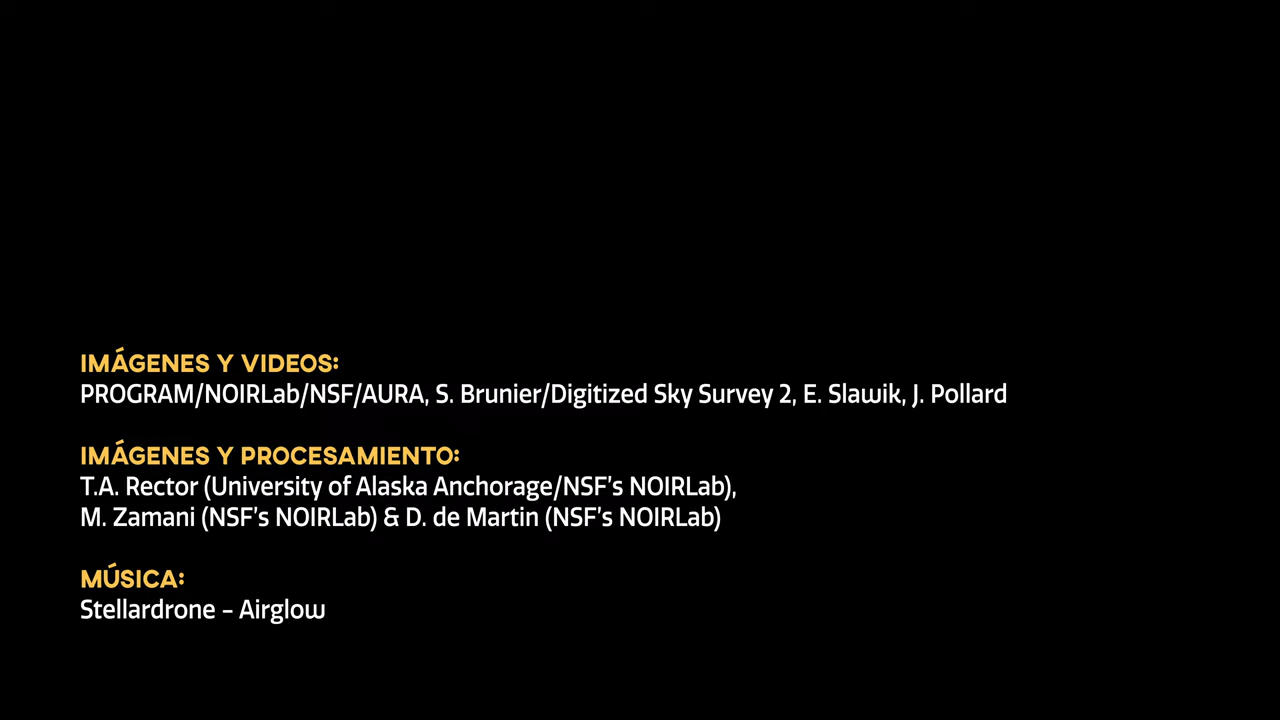 IMÁGENES Y VIDEOS:
PROGRAM/NOIRLab/NSF/AURA, S. Brunier/Digitized Sky Survey 2, E. Slawik, J. Pollard
IMÁGENES Y PROCESAMIENTO:
T.A. Rector (University of Alaska Anchorage/NSF’s NOIRLab),
M. Zamani (NSF’s NOIRLab) & D. de Martin (NSF’s NOIRLab)
MÚSICA:
Stellardrone – Airglow